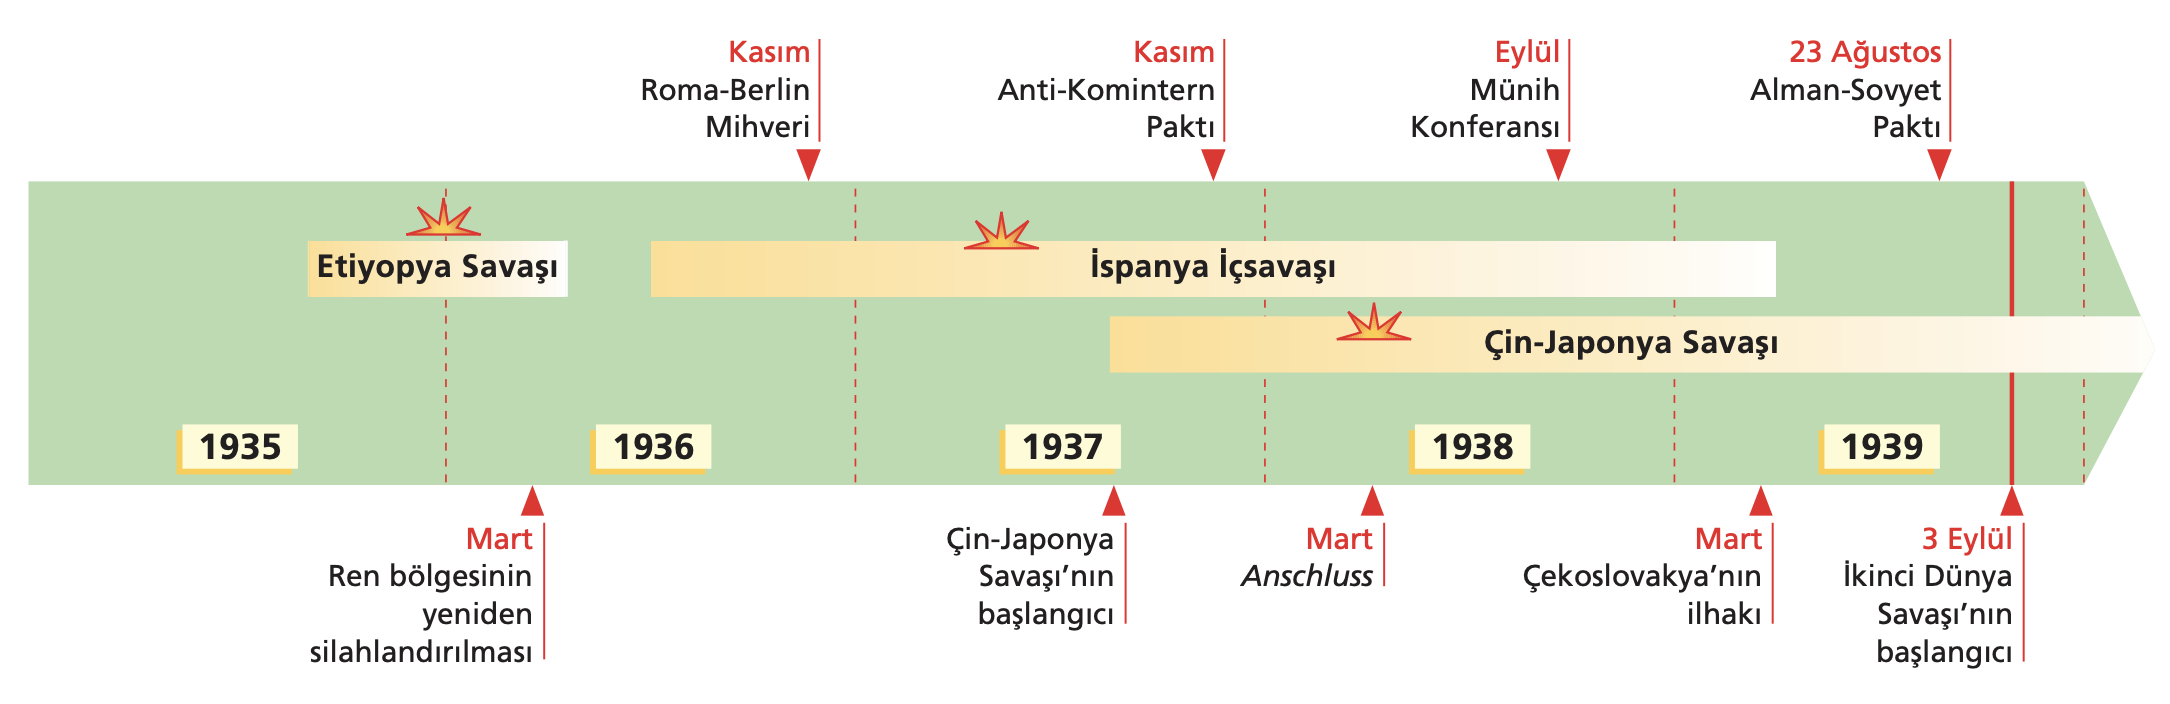 Kasım
Roma-Berlin
Mihveri
Kasım
Anti-Komintern
Paktı
Eylül
Münih
Konferansı
23 Ağustos
Alman-Sovyet
Paktı
Etiyopya Savaşı
İspanya İçsavaşı
Çin-Japonya Savaşı
1935
1936
1937
1938
1939
Mart
Ren bölgesinin
yeniden
silahlandırılması
Çin-Japonya
Savaşı’nın
başlangıcı
Mart
Anschluss
Mart
Çekoslovakya’nın
ilhakı
3 Eylül
İkinci Dünya
Savaşı’nın
başlangıcı